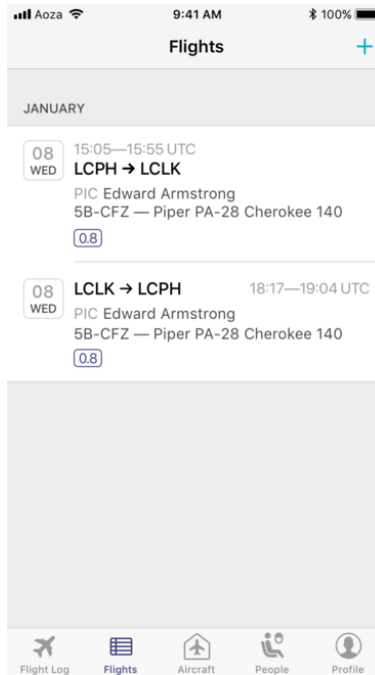 Aoza 9:41 AM 100%
Flights +
JANUARY
08
WED
15:05—15:55 UTC
LCPH → LCLK
PIC Edward Armstrong
5B-CFZ — Piper PA-28 Cherokee 140
0.8
08
WED
LCLK → LCPH 18:17—19:04 UTC
PIC Edward Armstrong
5B-CFZ — Piper PA-28 Cherokee 140
0.8
Flight Log Flights Aircraft People Profile